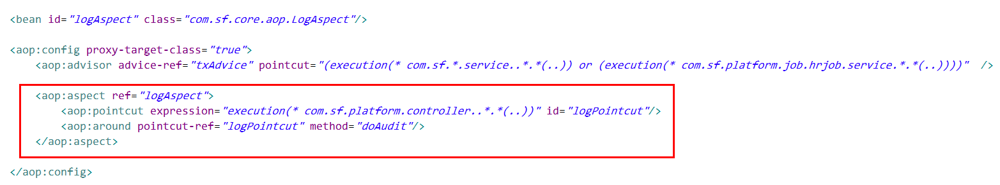 <bean id="logAspect" class="com.sf.core.aop.LogAspect"/>
<aop:config proxy-target-class="true">
<aop:advisor advice-ref="txAdvice" pointcut="(execution(* com.sf.*.service..*.*(..)) or (execution(* com.sf.platform.job.hrjob.service.*.*(..))))" />
<aop:aspect ref="logAspect">
<aop:pointcut expression="execution(* com.sf.platform.controller..*.*(..))" id="logPointcut"/>
<aop:around pointcut-ref="logPointcut" method="doAudit"/>
</aop:aspect>
</aop:config>